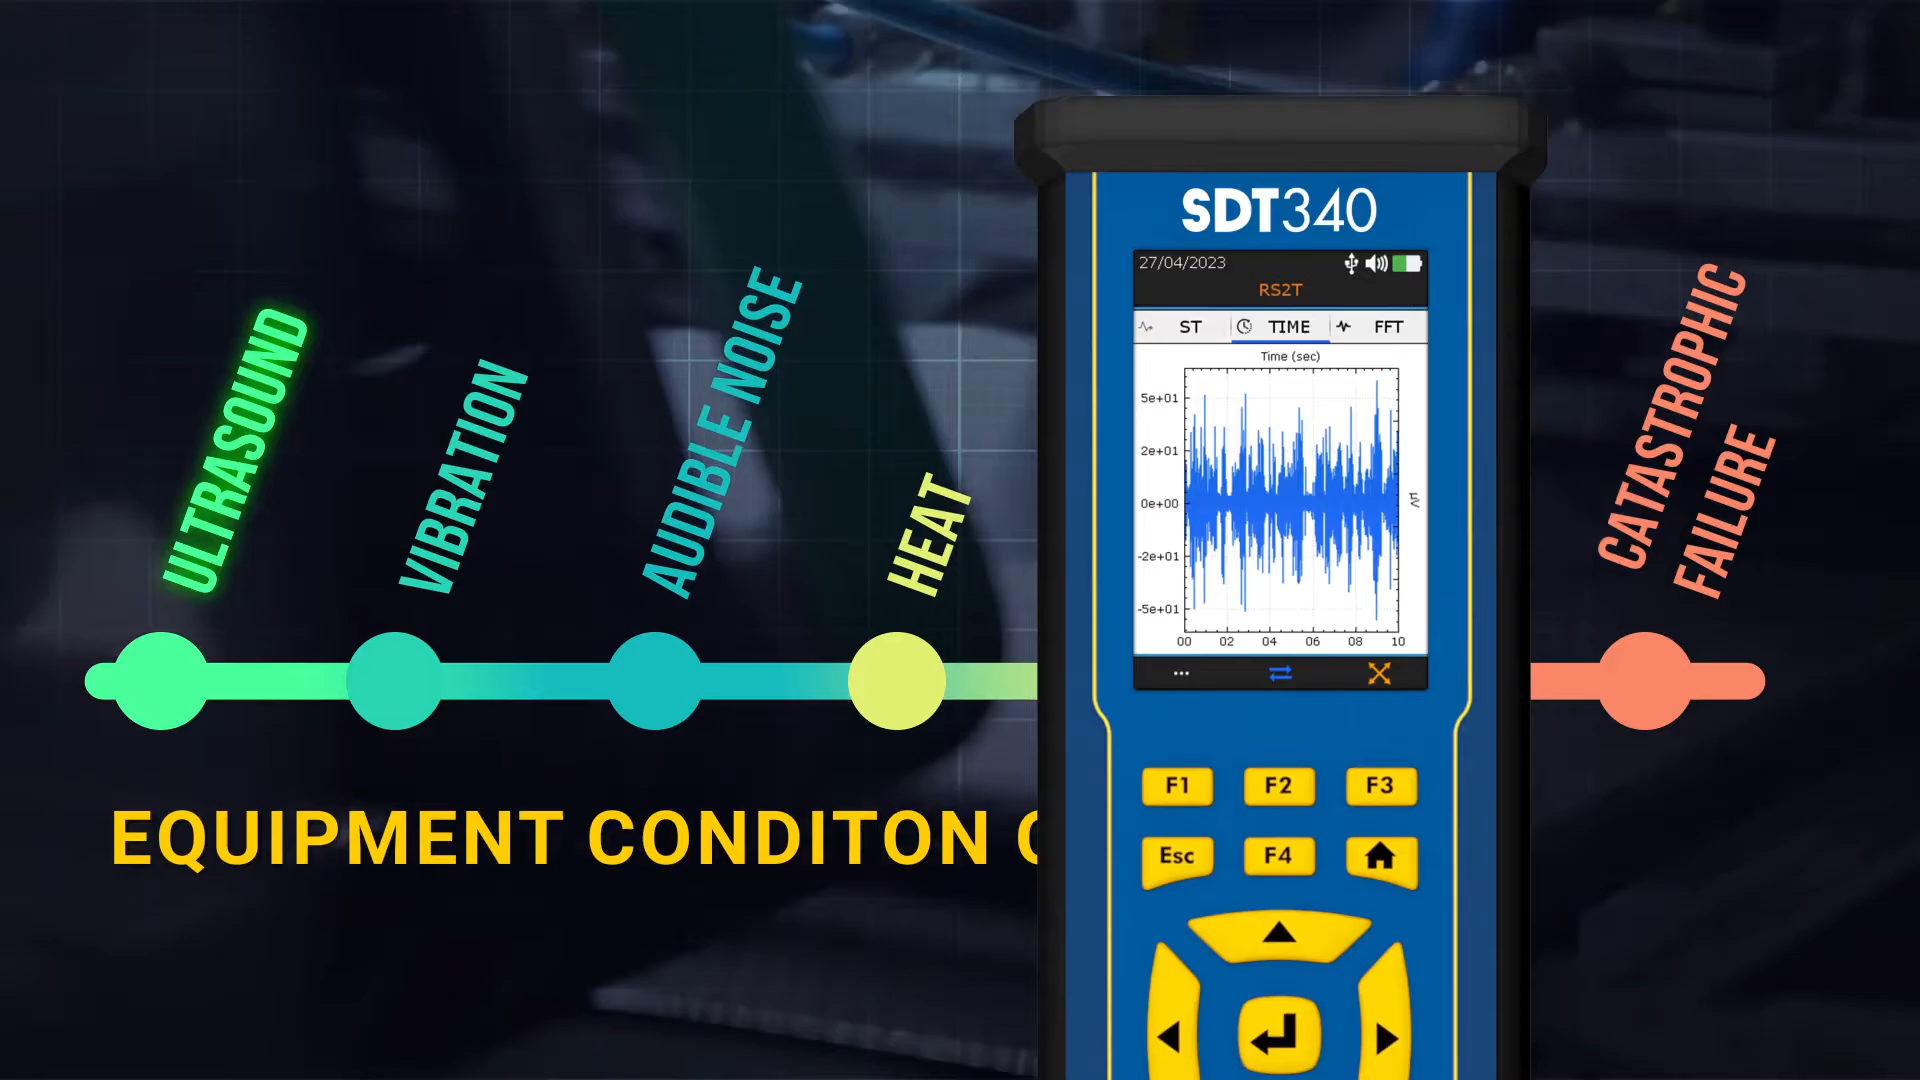 ULTRASOUND
VIBRATION
AUDIBLE NOISE
HEAT
CATASTROPHIC
FAILURE
EQUIPMENT CONDITON
SDT340
27/04/2023
RS2T
ST
TIME
FFT
Time (sec)
5e+01
2e+01
0e+00
-2e+01
-5e+01
µV
00 02 04 06 08 10
...
F1 F2 F3
Esc F4